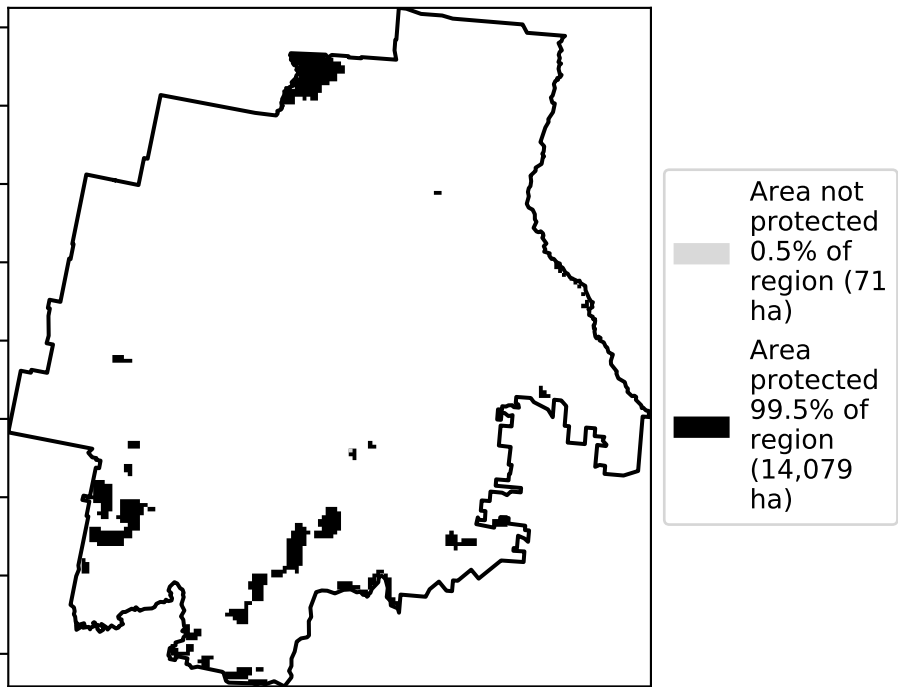 Area not
protected
0.5% of
region (71
ha)
Area
protected
99.5% of
region
(14,079
ha)